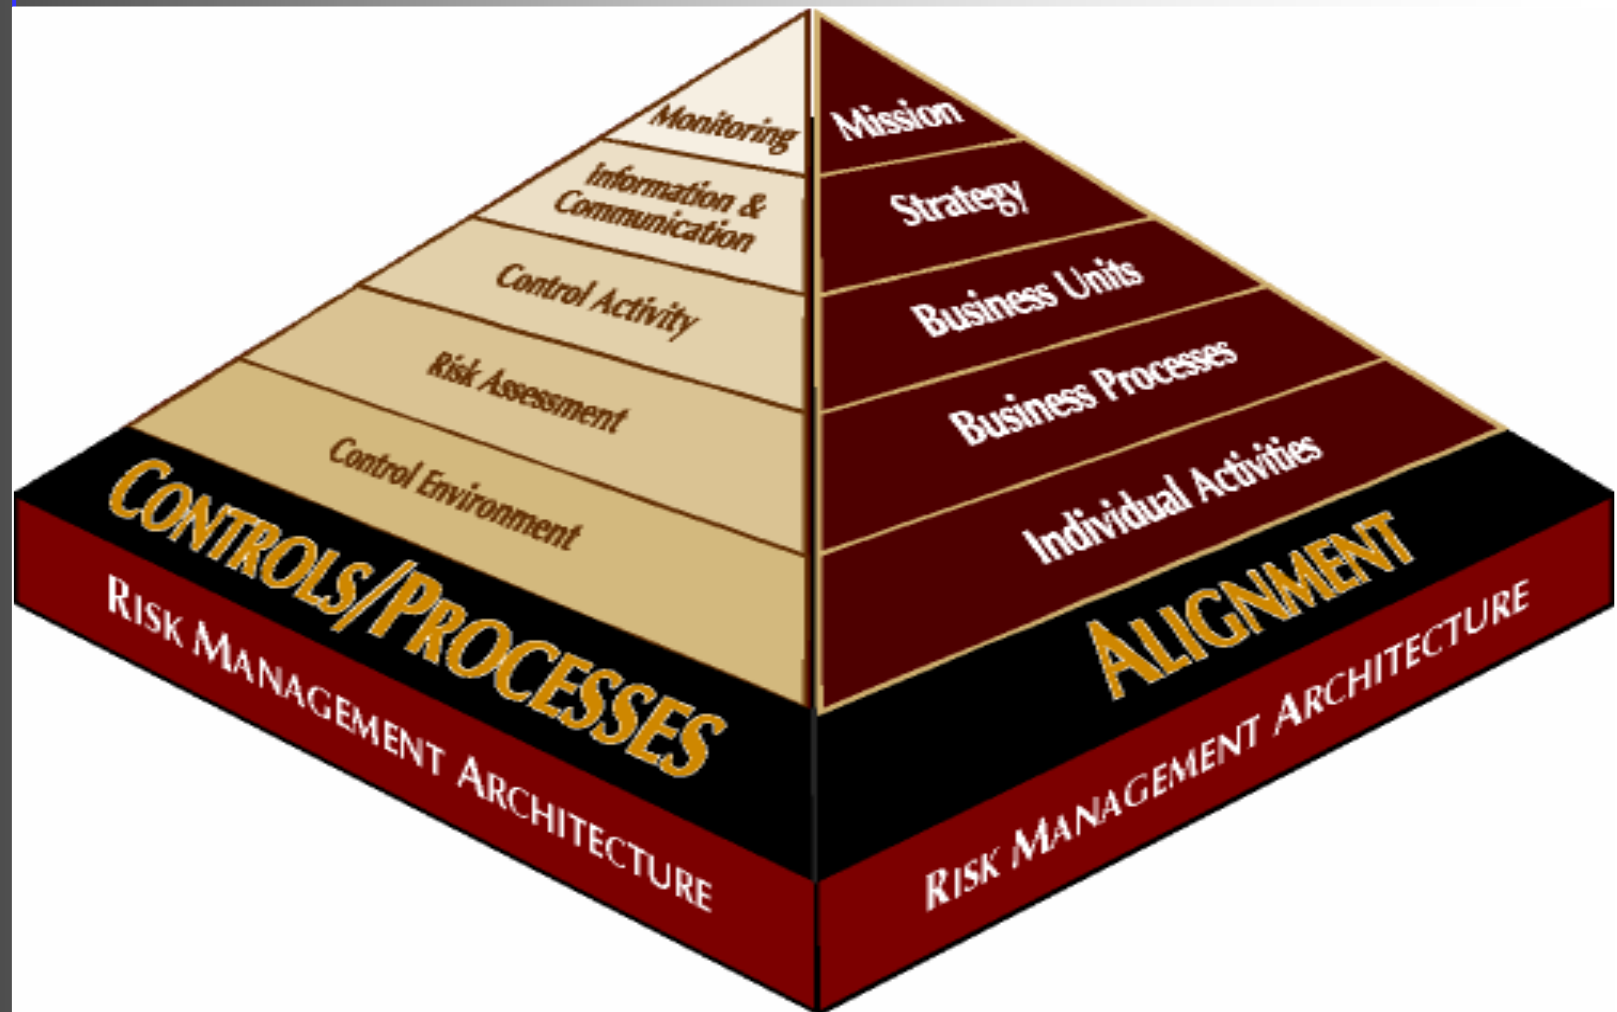 Monitoring
Information &
Communication
Control Activity
Risk Assessment
Control Environment
CONTROLS/PROCESSES
RISK MANAGEMENT ARCHITECTURE
Mission
Strategy
Business Units
Business Processes
Individual Activities
ALIGNMENT
RISK MANAGEMENT ARCHITECTURE